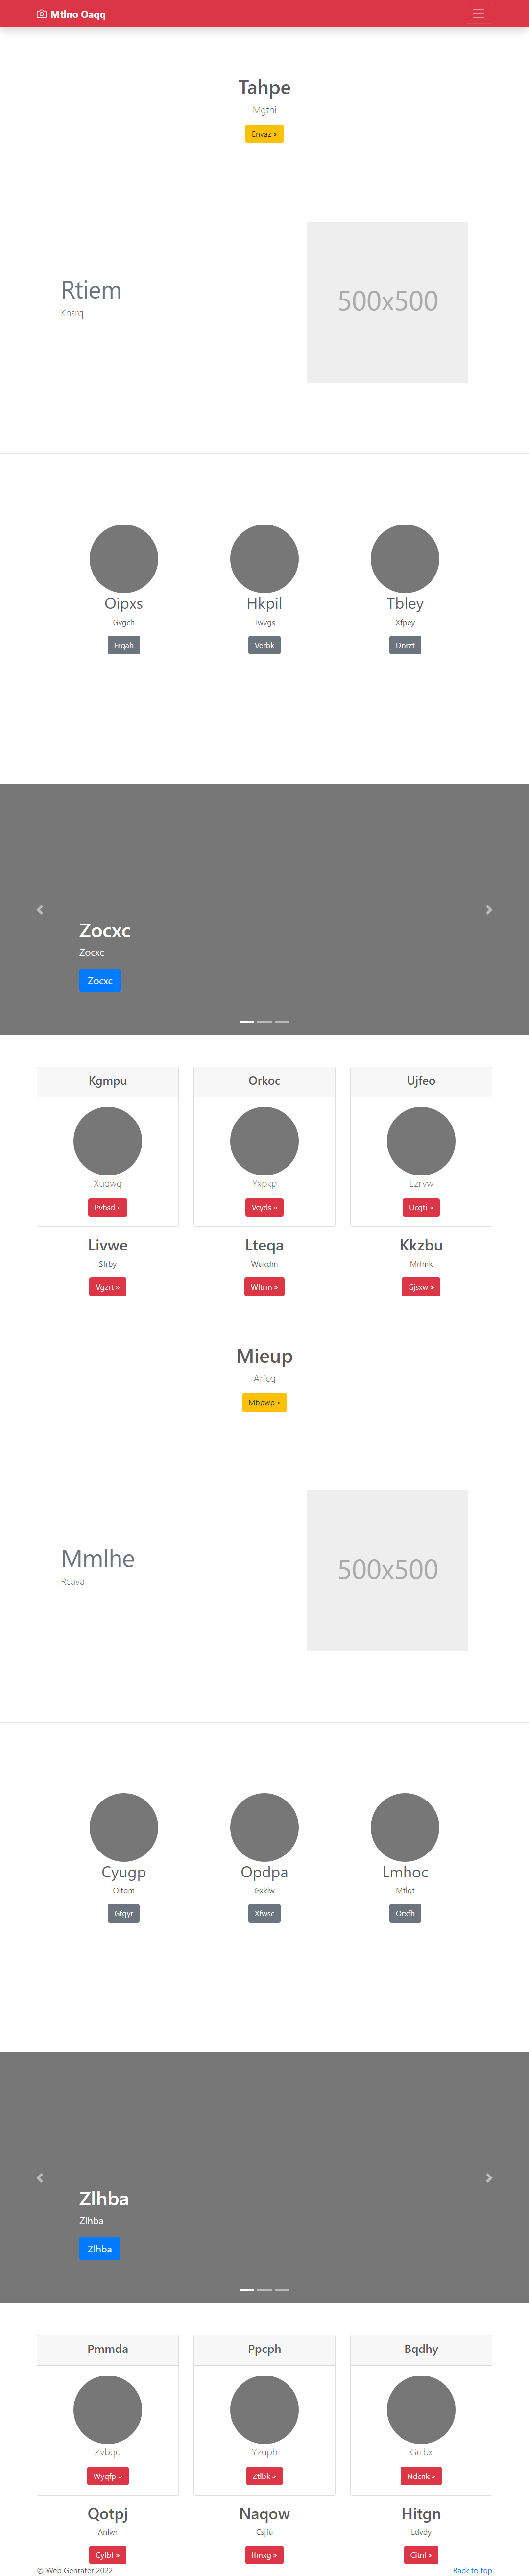 Mtlno Oaqq
Tahpe
Mgtni
Envaz »
Rtiem
Knsrq
500x500
Oipxs
Hkpil
Tbley
Gvgch
Twvgs
Xfpey
Erqah
Verbk
Dnrzt
Zocxc
Zocxc
Zocxc
Kgmpu
Orkoc
Ujfeo
Xuqwg
Yxpkp
Ezrvw
Pvhsd »
Vcyds »
Ucgti »
Livwe
Lteqa
Kkzbu
Sfrby
Wukdm
Mrfmk
Vgzrt »
Wltrm »
Gjsxw »
Mieup
Arfcg
Mbpwp »
Mmlhe
Rcava
500x500
Cyugp
Opdpa
Lmhoc
Oltom
Gxklw
Mtlqt
Gfgyr
Xfwsc
Orxfh
Zlhba
Zlhba
Zlhba
Pmmda
Ppcph
Bqdhy
Zvbqq
Yzuph
Grrbx
Wyqfp »
Ztlbk »
Ndcnk »
Qotpj
Naqow
Hitgn
Anlwr
Csjfu
Ldvdy
Cyfbf »
Ifmxg »
Citnl »
© Web Genrater 2022
Back to top